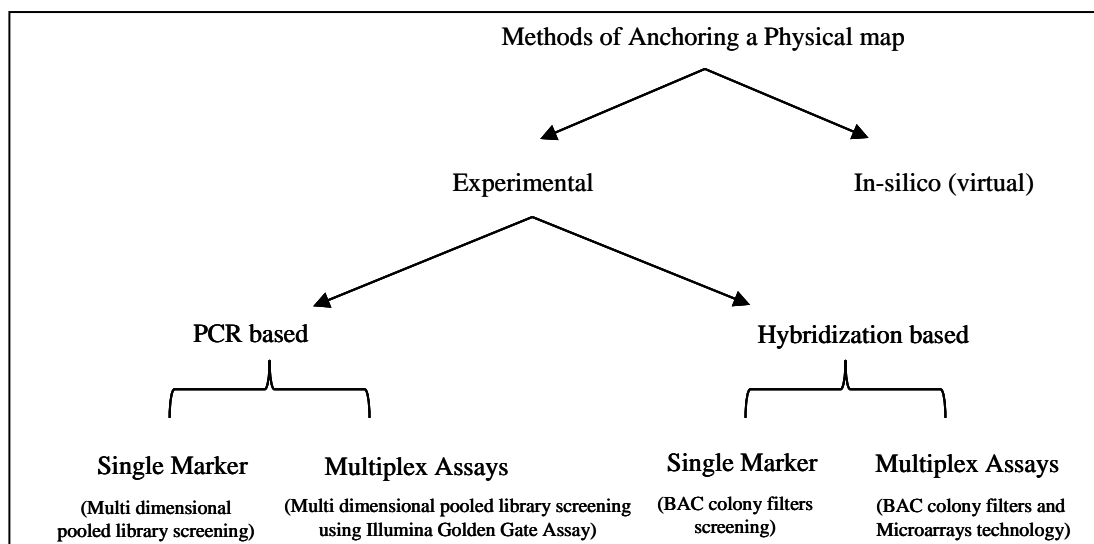 Methods of Anchoring a Physical map
Experimental
In-silico (virtual)
PCR based
Hybridization based
Single Marker
(Multi dimensional
pooled library screening)
Multiplex Assays
(Multi dimensional pooled library screening
using Illumina Golden Gate Assay)
Single Marker
(BAC colony filters
screening)
Multiplex Assays
(BAC colony filters and
Microarrays technology)